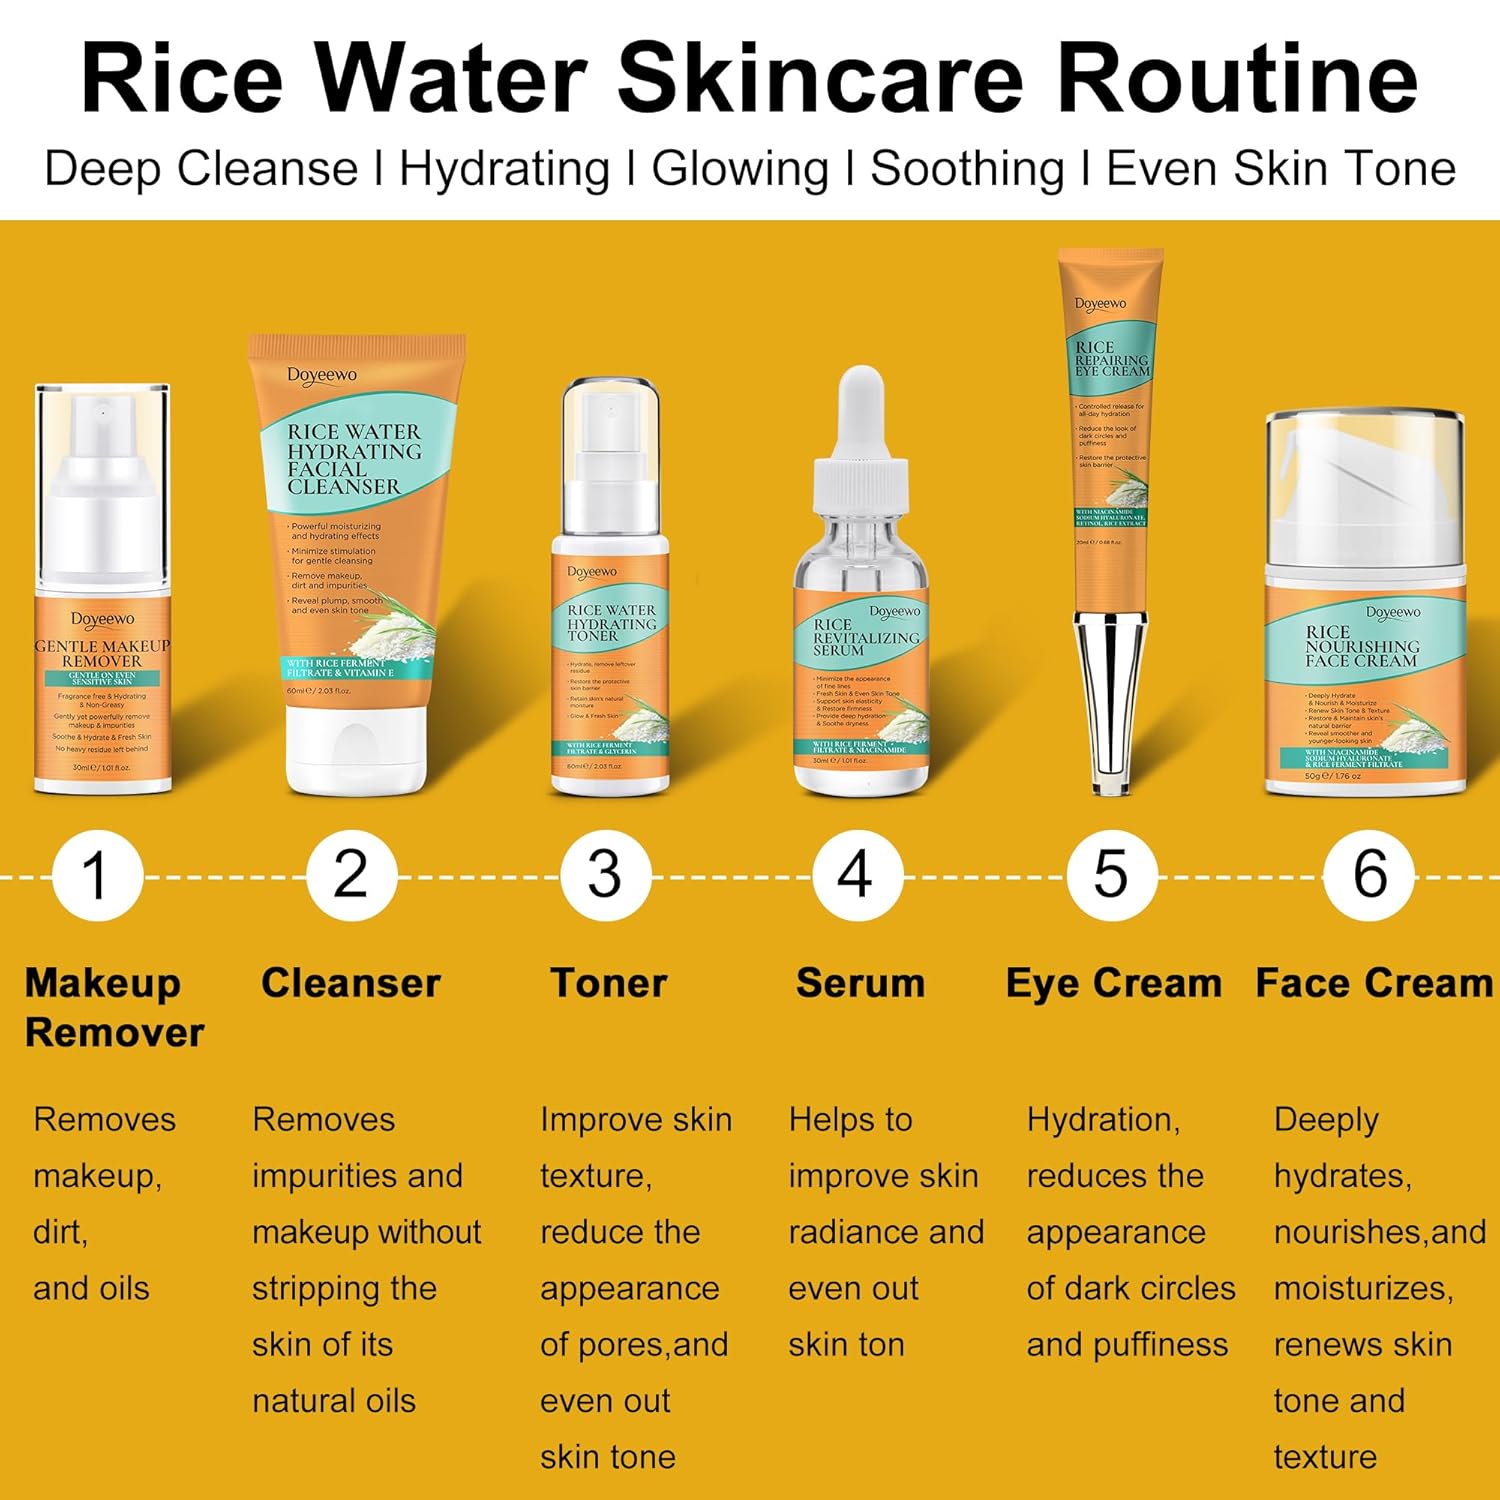 Rice Water Skincare Routine
Deep Cleanse l Hydrating l Glowing l Soothing l Even Skin Tone
Doyeewo
GENTLE MAKEUP
REMOVER
GENTLE ON EVEN
SENSITIVE SKIN
Fragrance free & Hydrating
& Non-Greasy
Gently yet powerfully remove
makeup & impurities
Soothe & Hydrate & Fresh Skin
No heavy residue left behind
30ml ℮ / 1.01 fl.oz.
Doyeewo
RICE WATER
HYDRATING
FACIAL
CLEANSER
· Powerful moisturizing
and hydrating effects
· Minimize stimulation
for gentle cleansing
· Remove makeup,
dirt and impurities
· Reveal plump, smooth
and even skin tone
WITH RICE FERMENT
FILTRATE & VITAMIN E
60ml ℮ / 2.03 fl.oz.
Doyeewo
RICE WATER
HYDRATING
TONER
· Hydrate, remove leftover
residue
· Restore the protective
skin barrier
· Retain skin's natural
moisture
· Glow & Fresh Skin
WITH RICE FERMENT
FILTRATE & GLYCERIN
60ml ℮ / 2.03 fl.oz.
Doyeewo
RICE
REVITALIZING
SERUM
· Minimize the appearance
of fine lines
· Fresh Skin & Even Skin Tone
· Support skin elasticity
& Restore firmness
· Provide deep hydration
& Soothe dryness
WITH RICE FERMENT
FILTRATE & NIACINAMIDE
30ml ℮ / 1.01 fl.oz.
Doyeewo
RICE
REPAIRING
EYE CREAM
· Controlled release for
all-day hydration
· Reduce the look of
dark circles and
puffiness
· Restore the protective
skin barrier
WITH NIACINAMIDE
SODIUM HYALURONATE,
RETINOL, RICE EXTRACT
20ml ℮ / 0.68 fl.oz.
Doyeewo
RICE
NOURISHING
FACE CREAM
· Deeply Hydrate
& Nourish & Moisturize
· Renew Skin Tone & Texture
· Restore & Maintain skin's
natural barrier
· Reveal smoother and
younger-looking skin
WITH NIACINAMIDE
SODIUM HYALURONATE
& RICE FERMENT FILTRATE
50g ℮ / 1.76 oz
1
2
3
4
5
6
Makeup
Remover
Removes
makeup,
dirt,
and oils
Cleanser
Removes
impurities and
makeup without
stripping the
skin of its
natural oils
Toner
Improve skin
texture,
reduce the
appearance
of pores,and
even out
skin tone
Serum
Helps to
improve skin
radiance and
even out
skin ton
Eye Cream
Hydration,
reduces the
appearance
of dark circles
and puffiness
Face Cream
Deeply
hydrates,
nourishes,and
moisturizes,
renews skin
tone and
texture